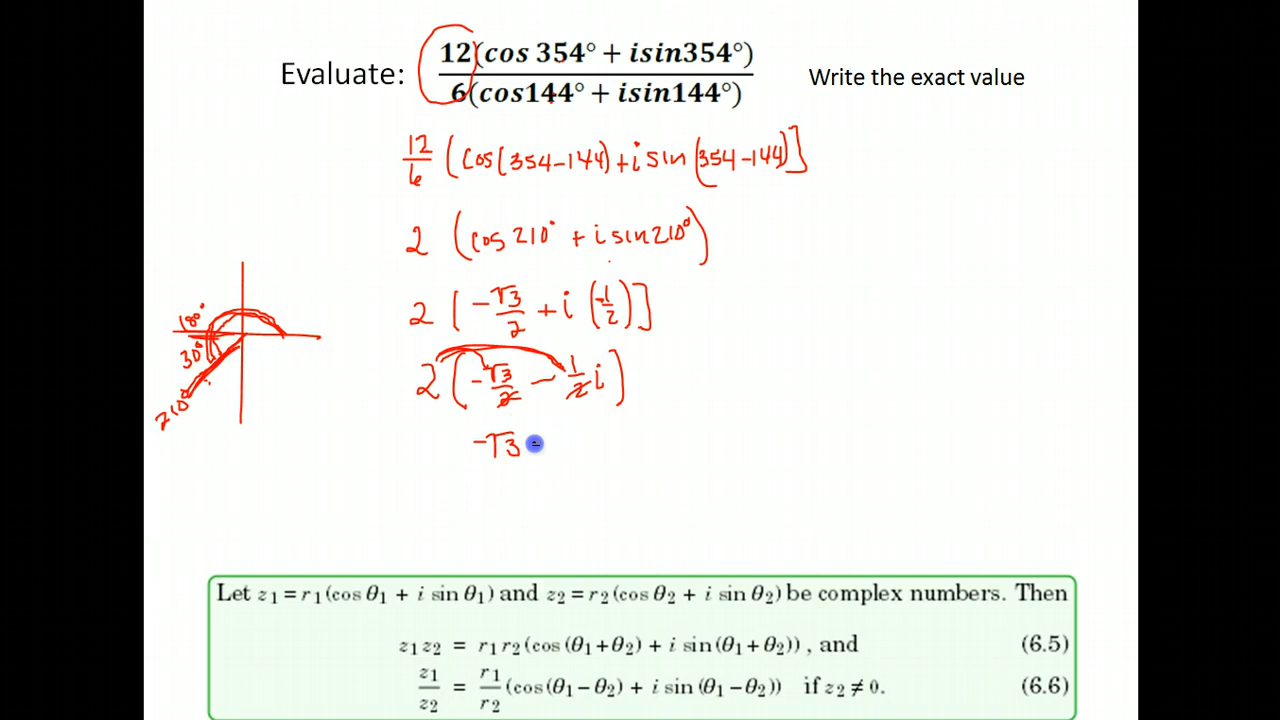 Evaluate: 12(cos 354° + isin354°) / 6(cos144° + isin144°) Write the exact value
12/6 (cos(354-144)+i sin(354-144)]
2 (cos 210° + i sin 210°)
2 [-√3/2 + i (-1/2)]
2 (-√3/2 - 1/2 i)
-√3 -
180°
30°
210°
Let z1 = r1(cos θ1 + i sin θ1) and z2 = r2(cos θ2 + i sin θ2) be complex numbers. Then
z1z2 = r1r2(cos (θ1+θ2) + i sin(θ1+θ2)) , and (6.5)
z1/z2 = r1/r2 (cos(θ1−θ2) + i sin (θ1−θ2)) if z2 ≠ 0. (6.6)